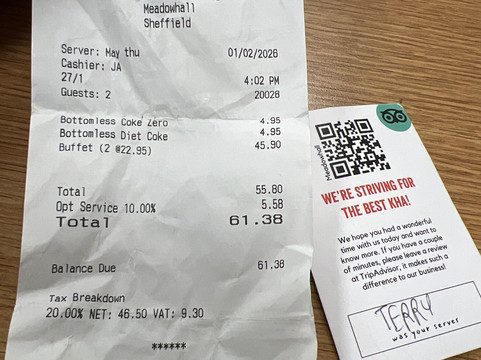 Meadowhall
Sheffield
Server: May thu 01/02/2026
Cashier: JA
27/1 4:02 PM
Guests: 2 20028
Bottomless Coke Zero 4.95
Bottomless Diet Coke 4.95
Buffet (2 @22.95) 45.90
Total 55.80
Opt Service 10.00% 5.58
Total 61.38
Balance Due 61.38
Tax Breakdown
20.00% NET: 46.50 VAT: 9.30
******
Meadowhall
WE'RE STRIVING FOR
THE BEST KHA!
We hope you had a wonderful
time with us today and want to
know more. If you have a couple
of minutes, please leave a review
at TripAdvisor, it makes such a
difference to our business!
TERRY
was your server